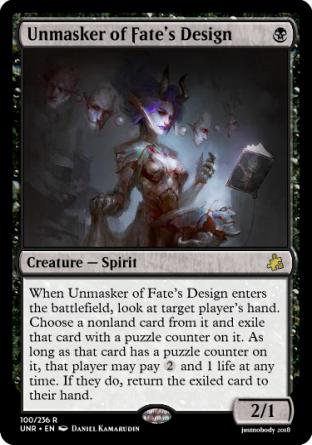 Unmasker of Fate's Design
Creature — Spirit
When Unmasker of Fate's Design enters
the battlefield, look at target player's hand.
Choose a nonland card from it and exile
that card with a puzzle counter on it. As
long as that card has a puzzle counter on
it, that player may pay 2 and 1 life at any
time. If they do, return the exiled card to
their hand.
2/1
100/236 R
UNR • EN DANIEL KAMARUDIN
justnobody 2018